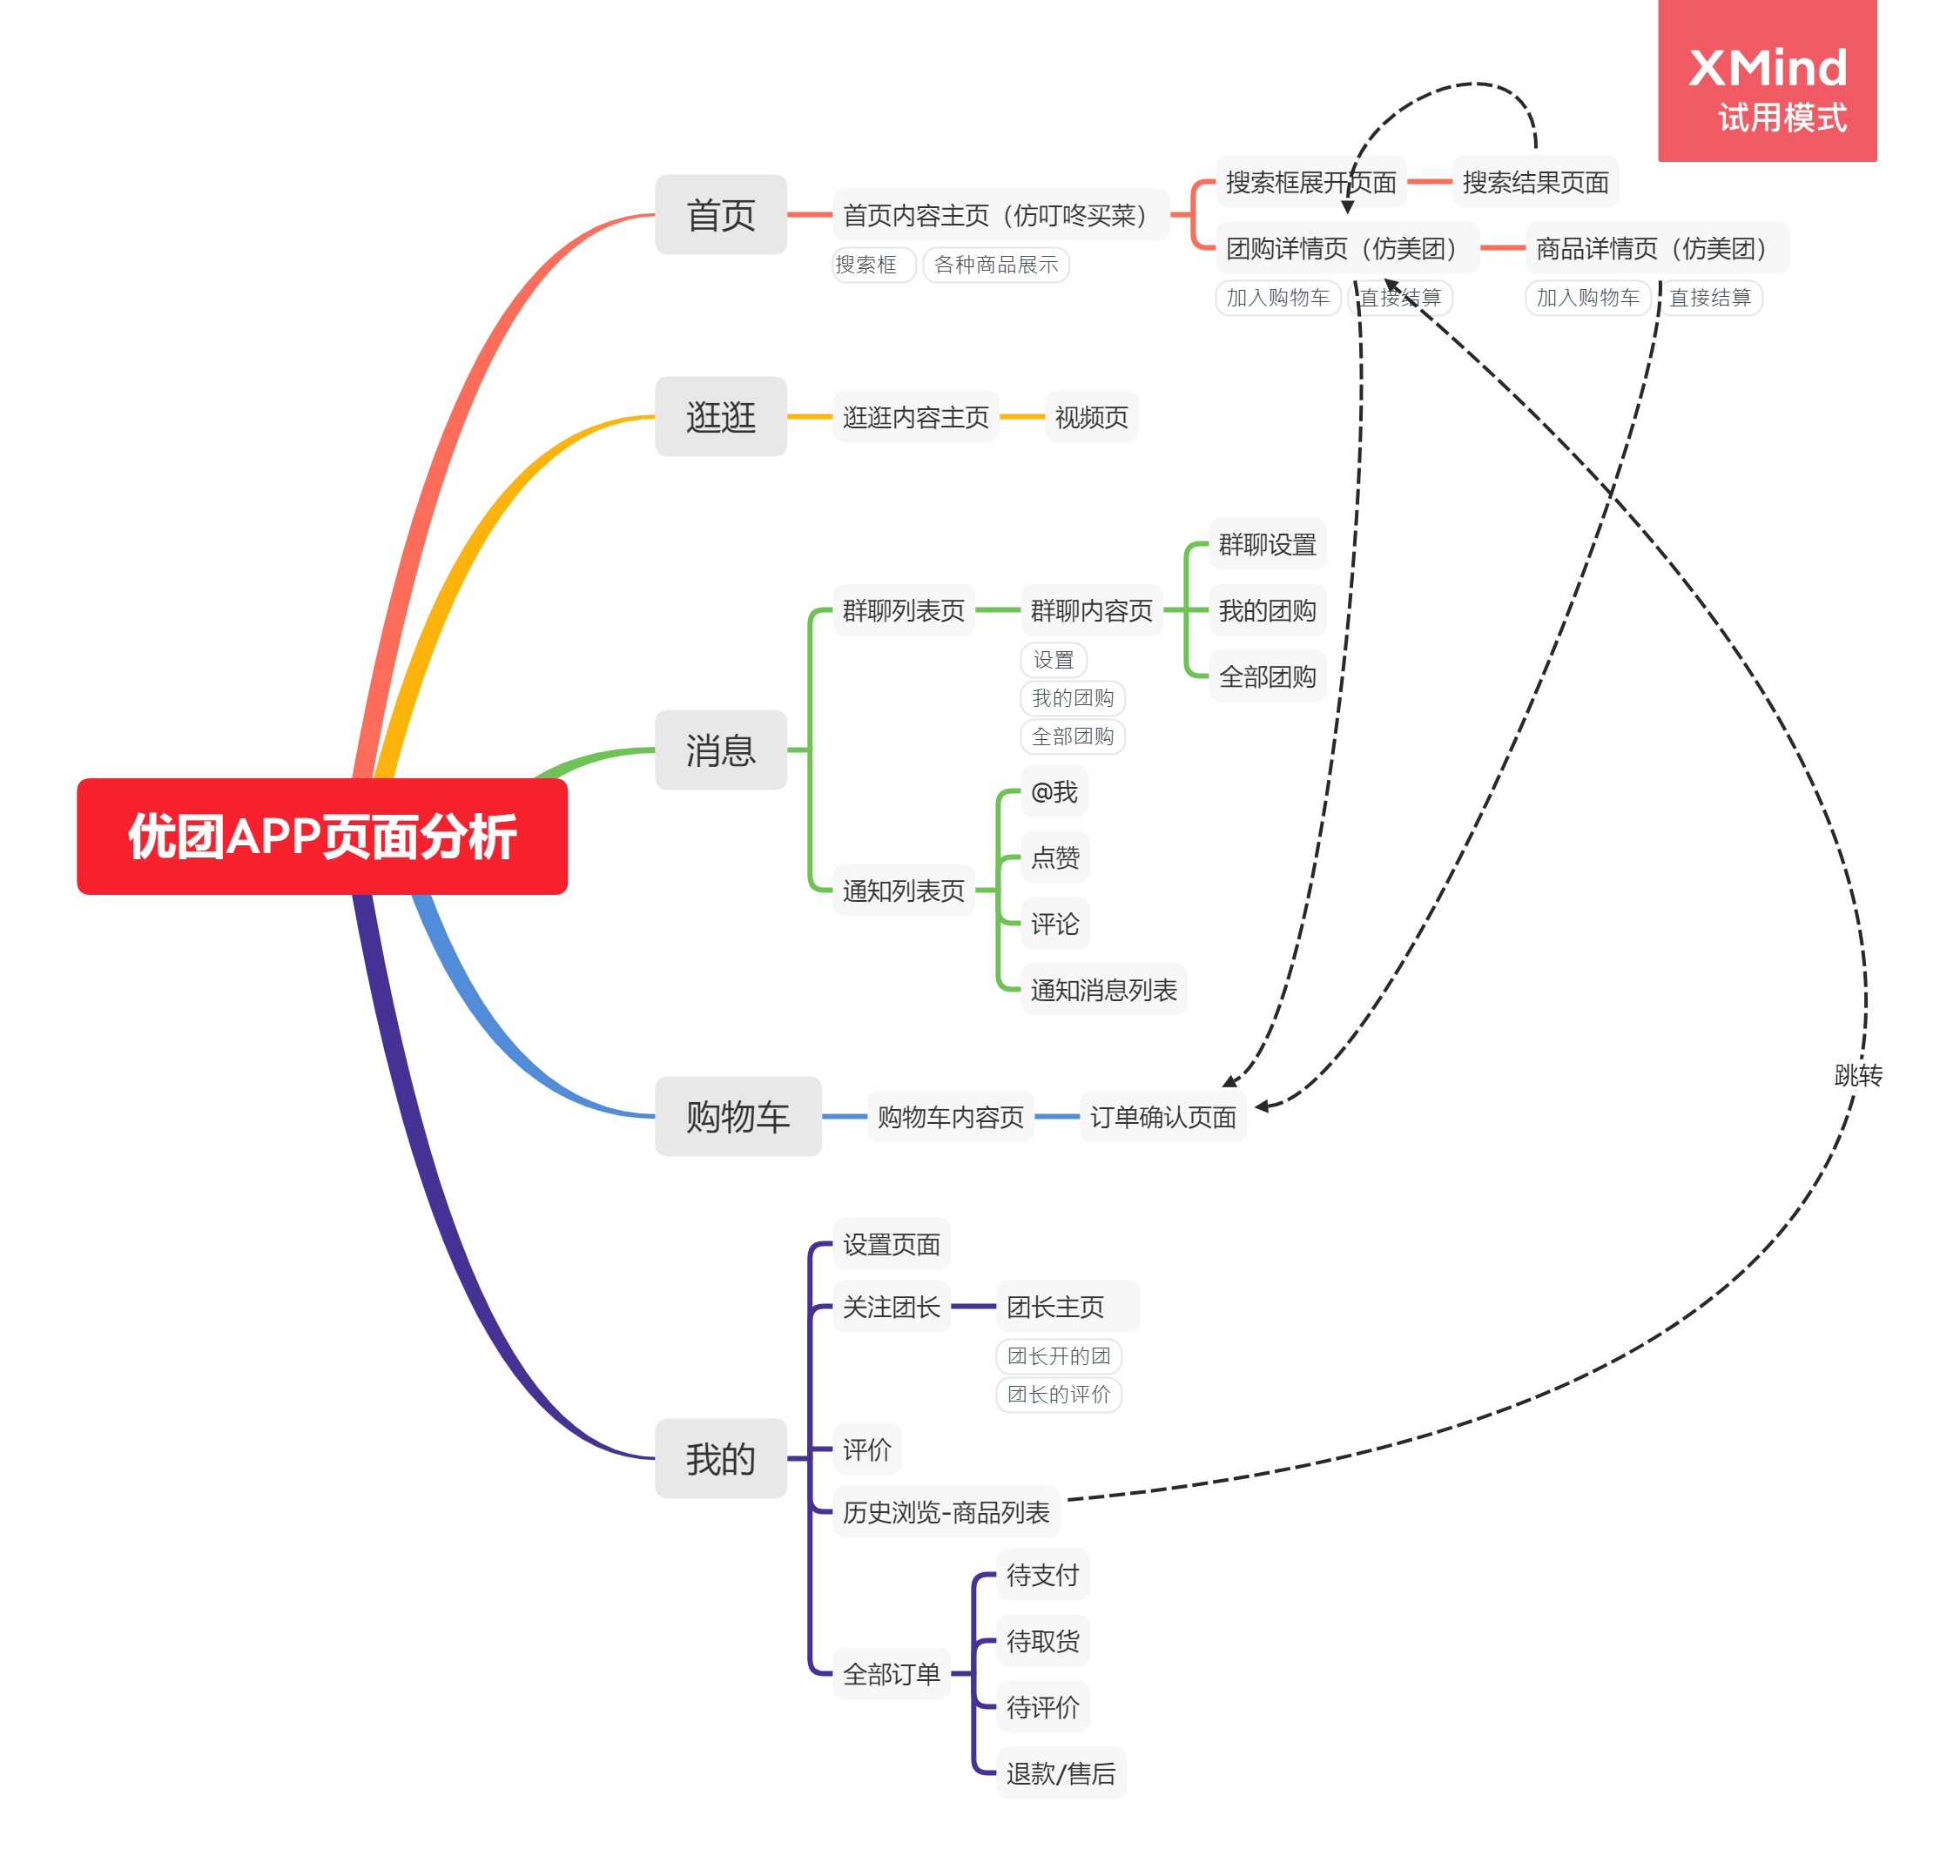 XMind
试用模式
首页
首页内容主页（仿叮咚买菜）
搜索框
各种商品展示
搜索框展开页面
搜索结果页面
团购详情页（仿美团）
加入购物车
直接结算
商品详情页（仿美团）
加入购物车
直接结算
逛逛
逛逛内容主页
视频页
消息
群聊列表页
群聊内容页
设置
我的团购
全部团购
群聊设置
我的团购
全部团购
通知列表页
@我
点赞
评论
通知消息列表
优团APP页面分析
购物车
购物车内容页
订单确认页面
跳转
我的
设置页面
关注团长
团长主页
团长开的团
团长的评价
评价
历史浏览-商品列表
全部订单
待支付
待取货
待评价
退款/售后